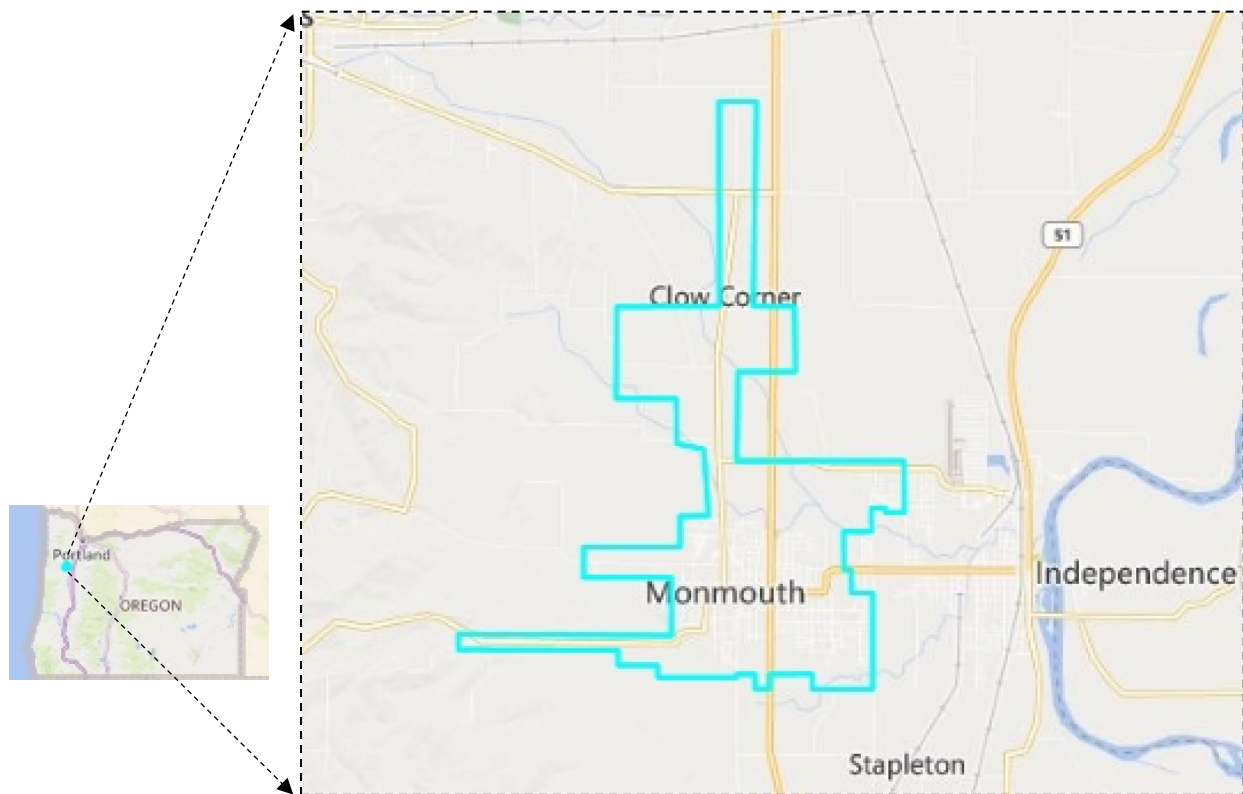 51
Clow Corner
Independence
Monmouth
Stapleton
Portland
OREGON